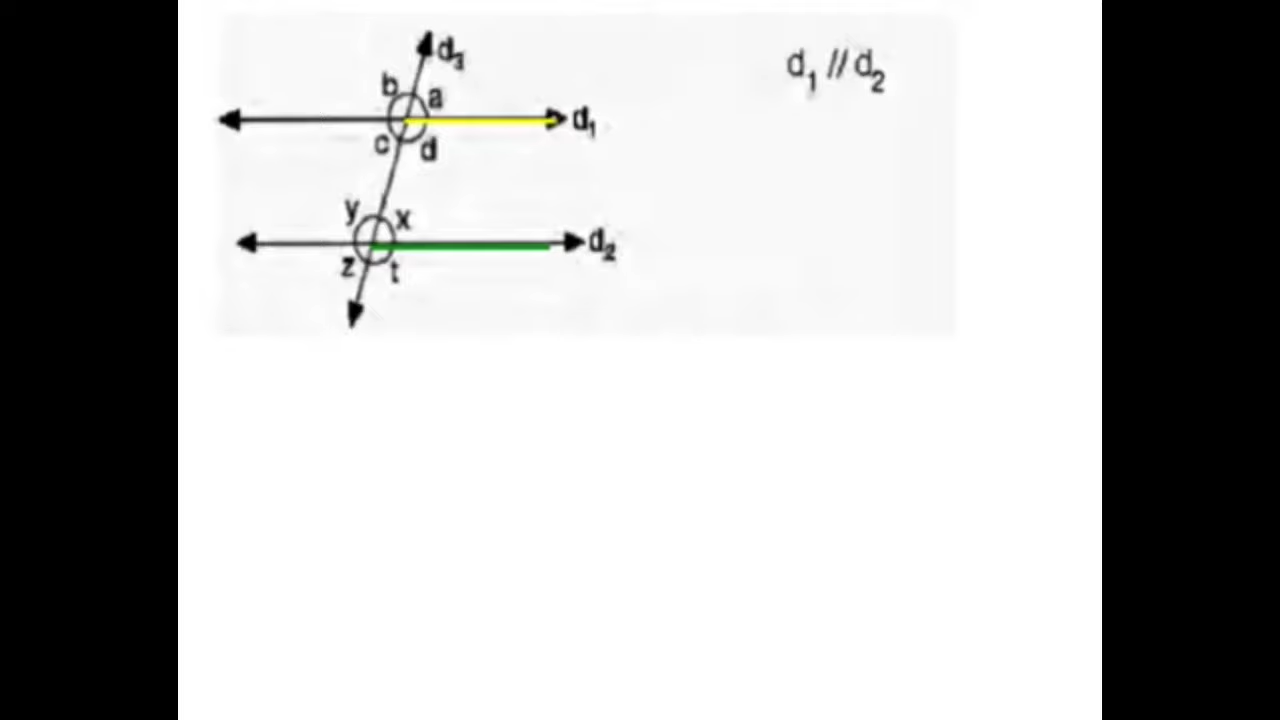 d₃
d₁ // d₂
b a
d₁
c d
y x
d₂
z t